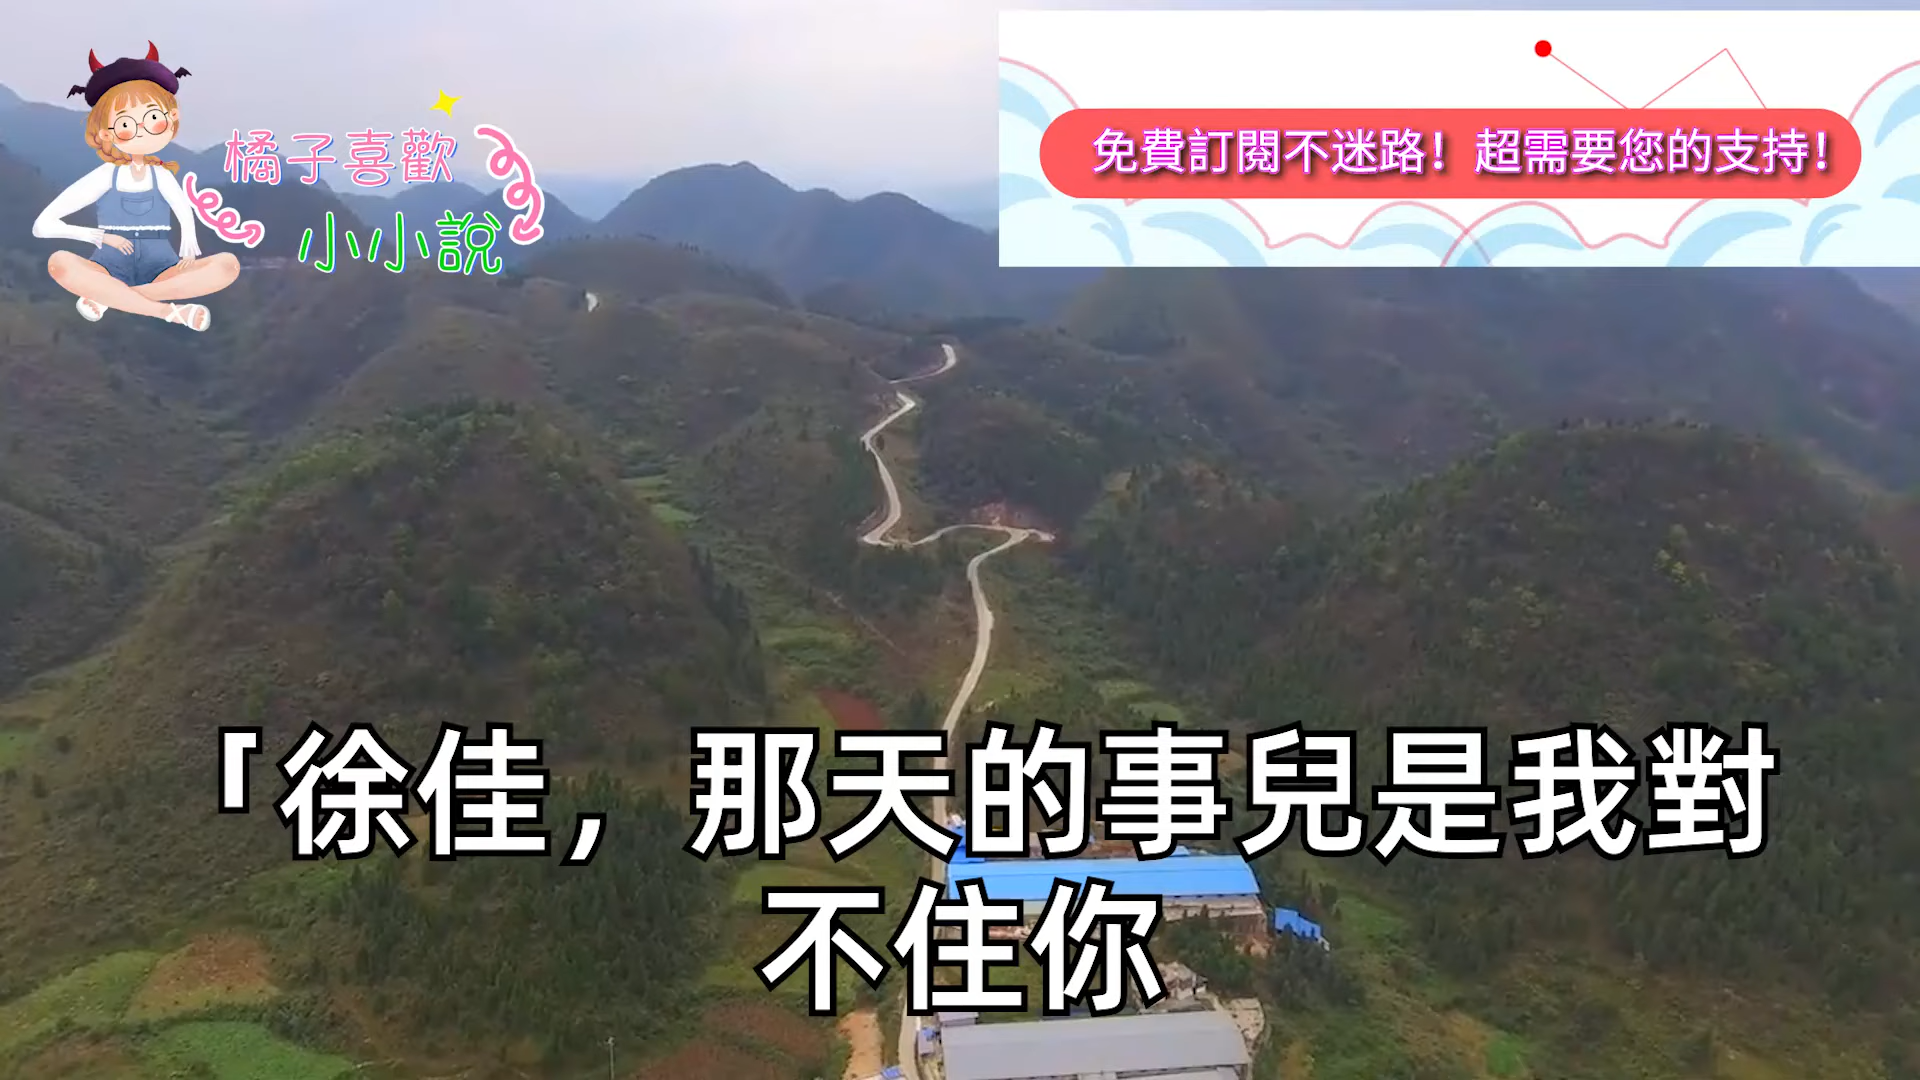 橘子喜歡
小小說
免費訂閱不迷路！超需要您的支持！
「徐佳，那天的事兒是我對
不住你